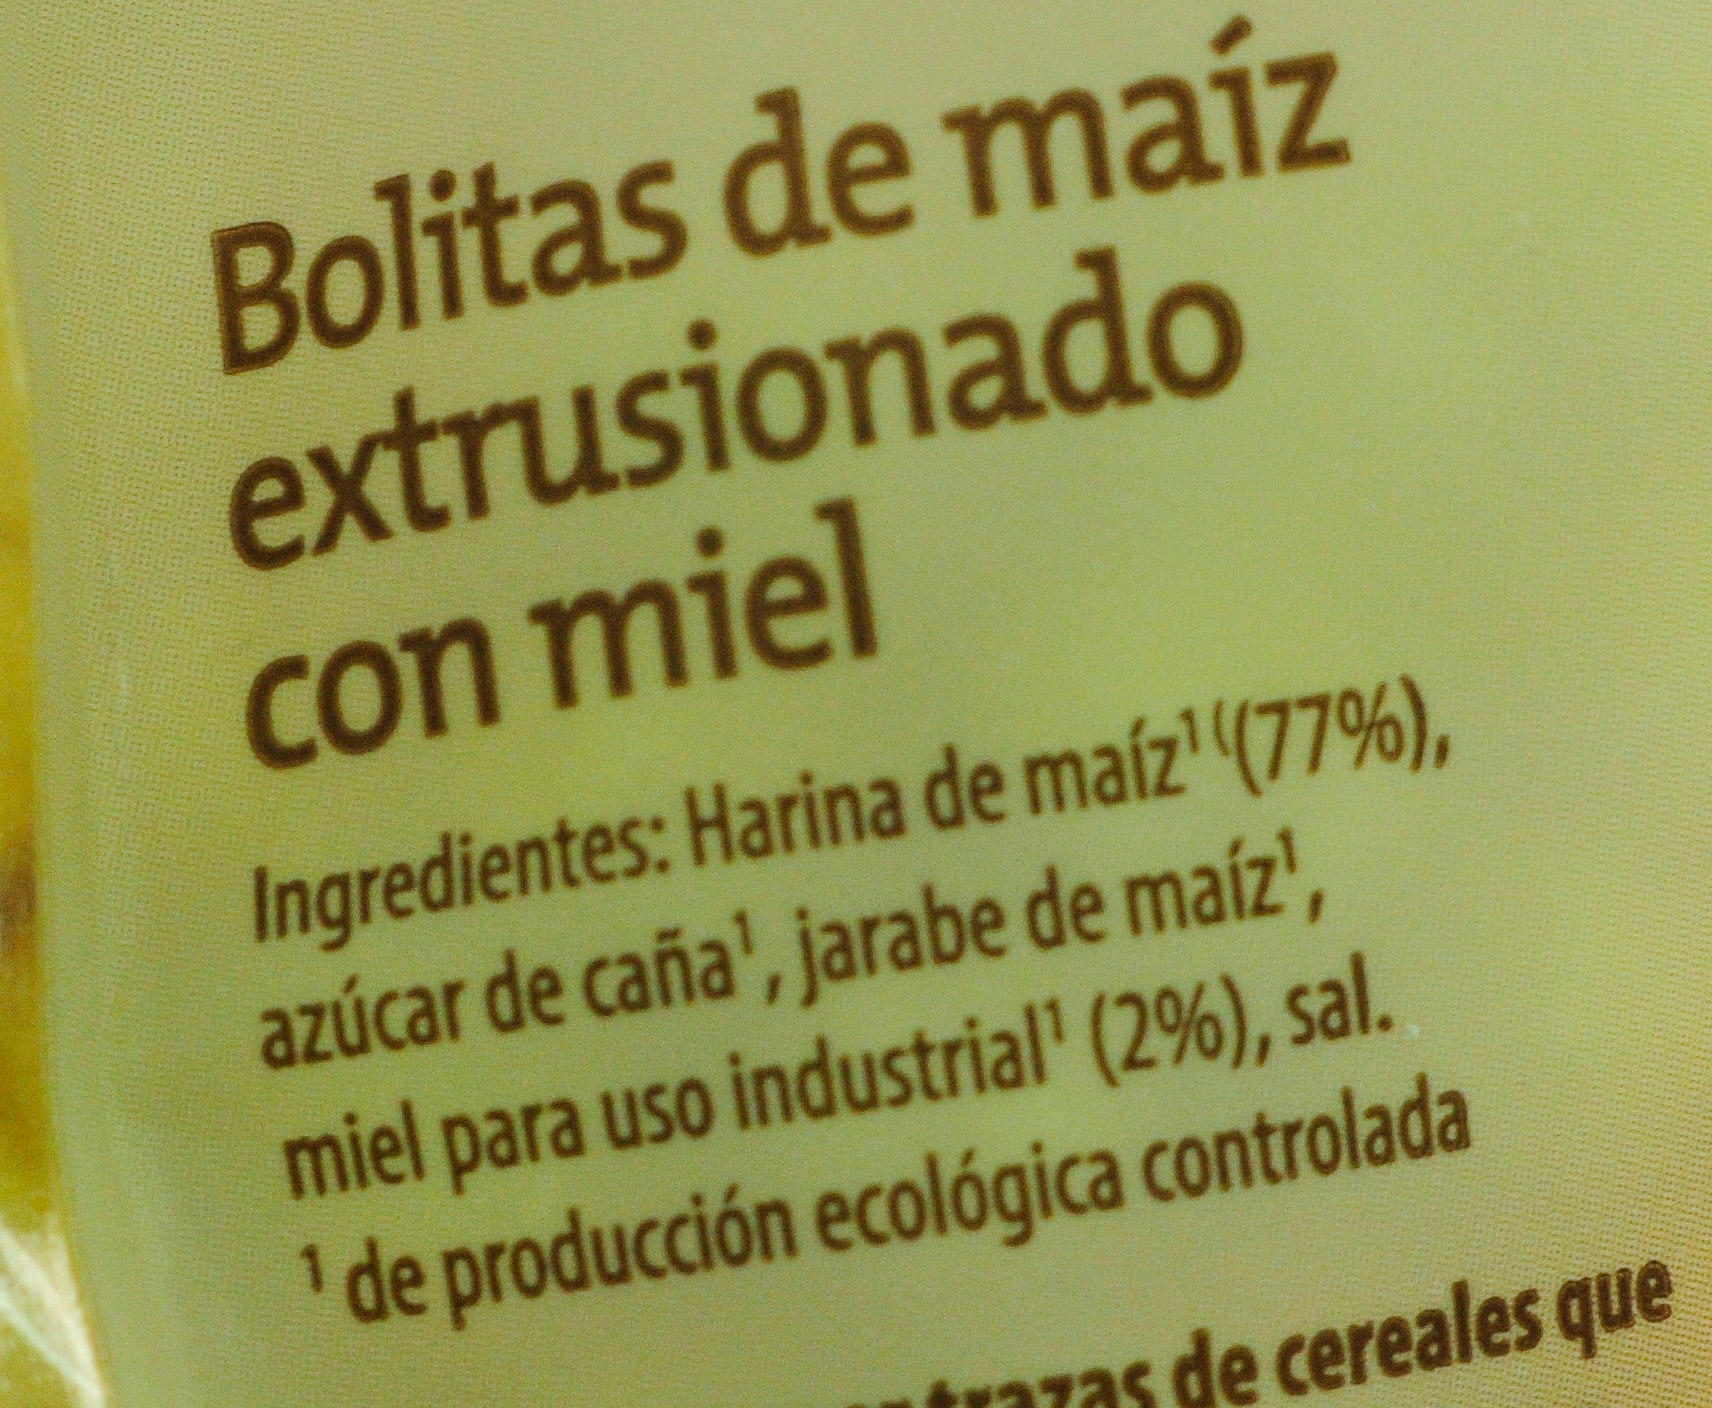 Bolitas de maíz
extrusionado
con miel
Ingredientes: Harina de maíz¹⁽(77%),
azúcar de caña¹, jarabe de maíz¹,
miel para uso industrial¹ (2%), sal.
¹ de producción ecológica controlada
trazas de cereales que